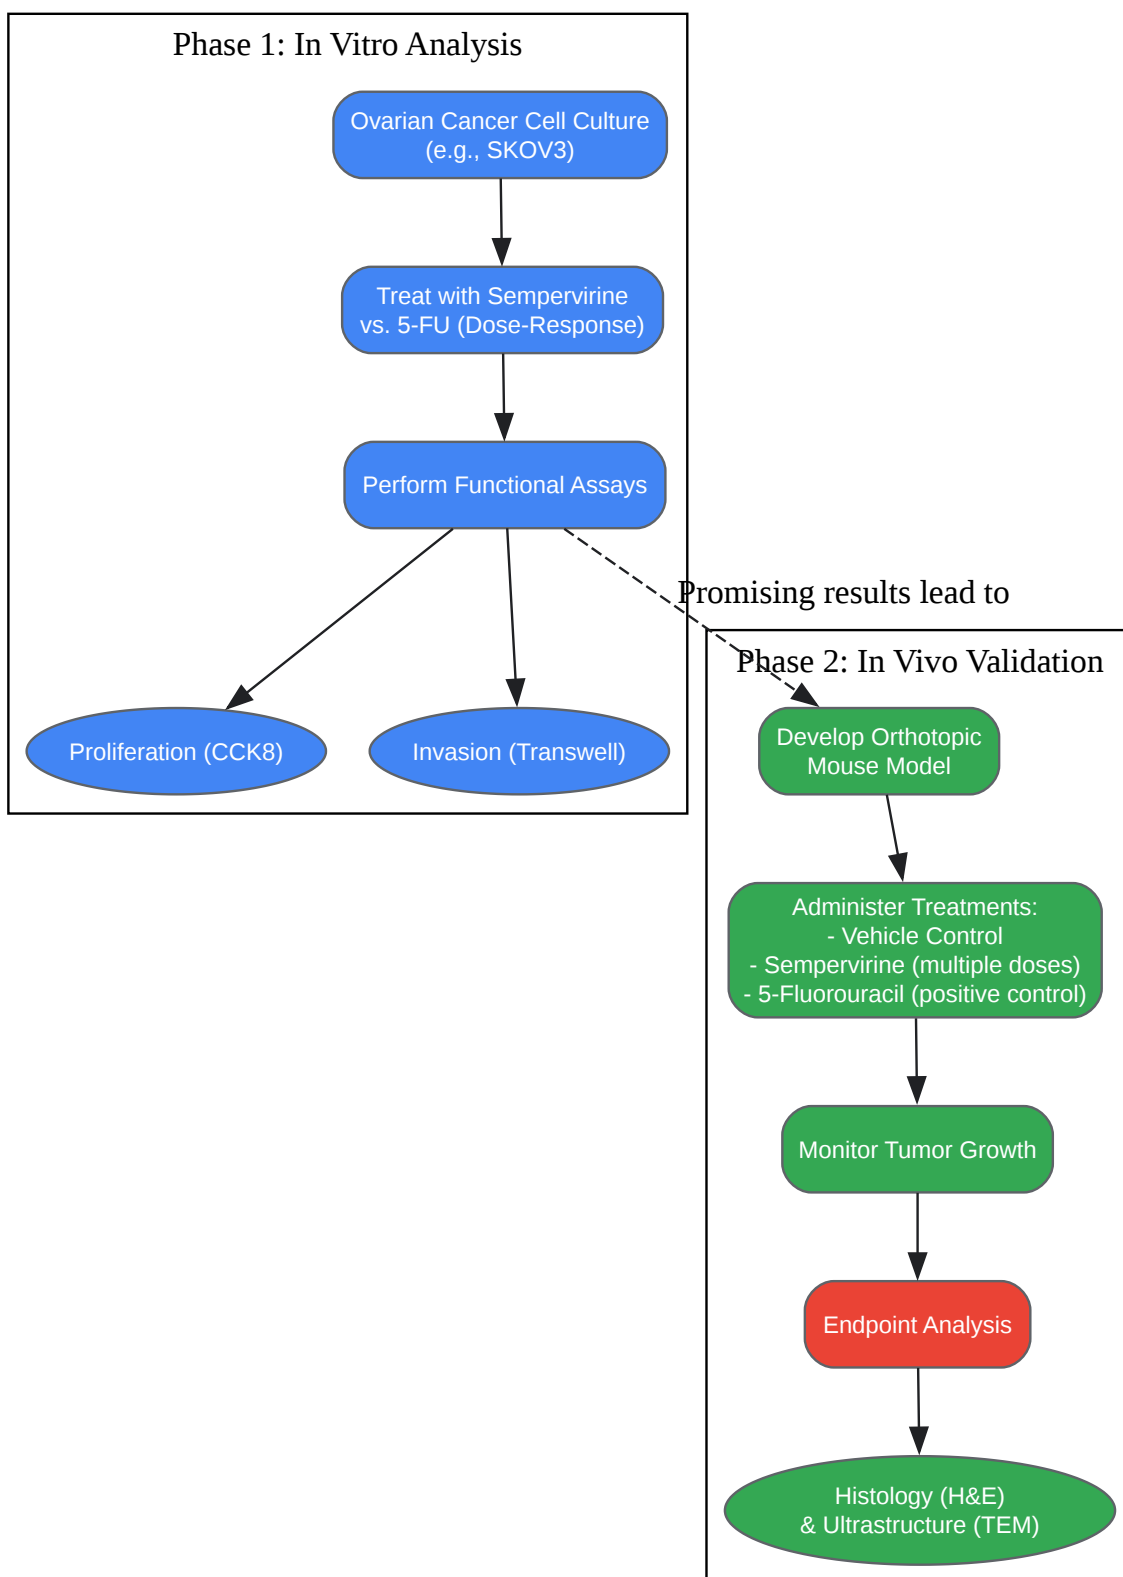 Phase 1: In Vitro Analysis
Ovarian Cancer Cell Culture
(e.g., SKOV3)
Treat with Sempervirine
vs. 5-FU (Dose-Response)
Perform Functional Assays
Proliferation (CCK8)
Invasion (Transwell)
Promising results lead to
Phase 2: In Vivo Validation
Develop Orthotopic
Mouse Model
Administer Treatments:
- Vehicle Control
- Sempervirine (multiple doses)
- 5-Fluorouracil (positive control)
Monitor Tumor Growth
Endpoint Analysis
Histology (H&E)
& Ultrastructure (TEM)